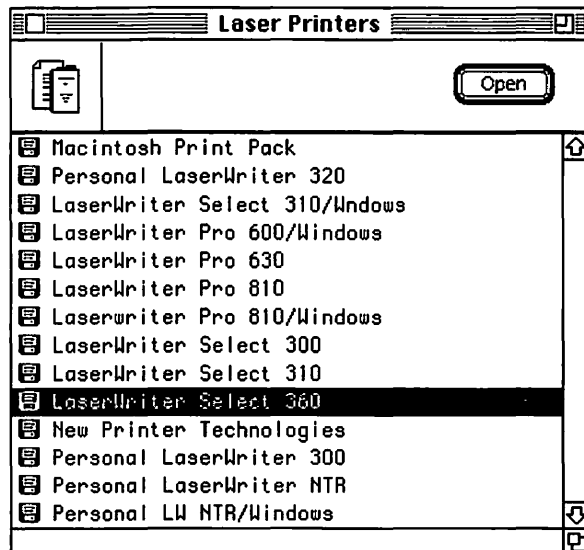 Laser Printers
Open
Macintosh Print Pack
Personal LaserWriter 320
LaserWriter Select 310/Wndows
LaserWriter Pro 600/Windows
LaserWriter Pro 630
LaserWriter Pro 810
Laserwriter Pro 810/Windows
LaserWriter Select 300
LaserWriter Select 310
LaserWriter Select 360
New Printer Technologies
Personal LaserWriter 300
Personal LaserWriter NTR
Personal LW NTR/Windows